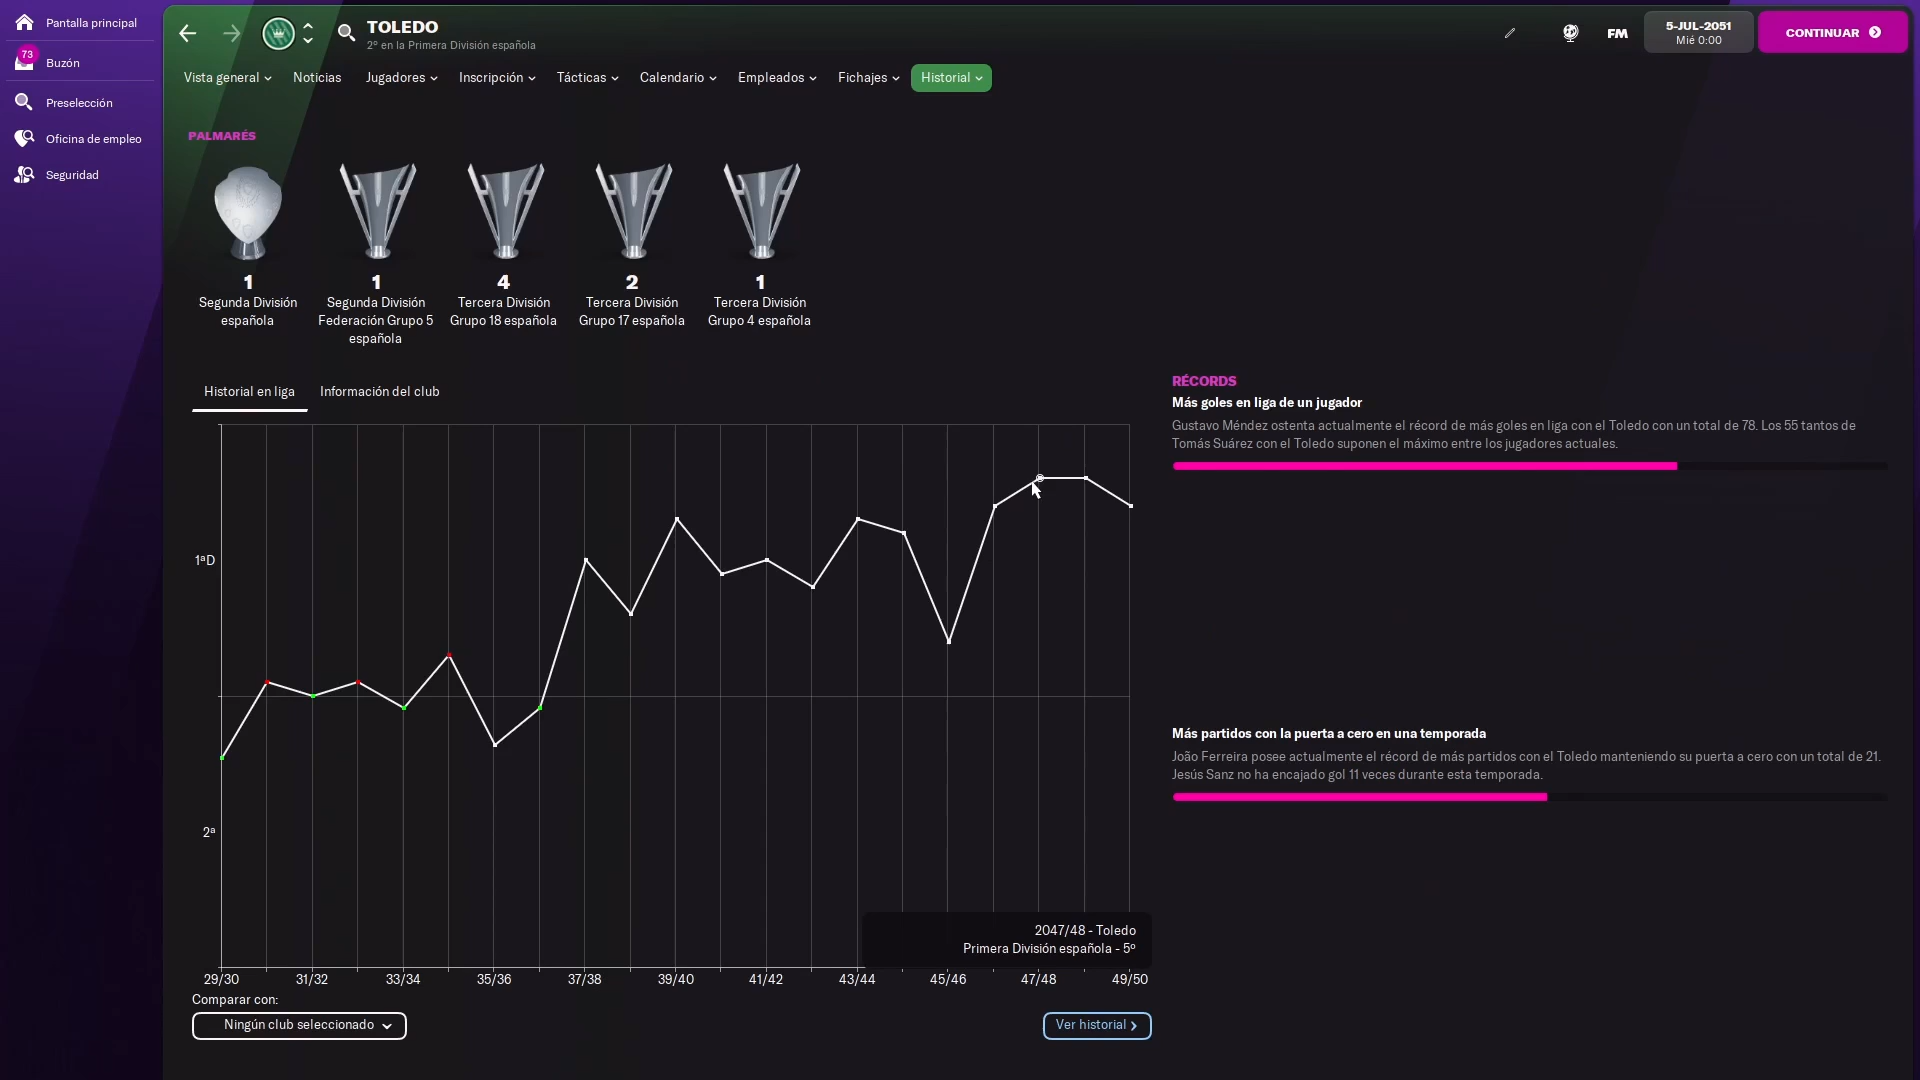 Pantalla principal
73
Buzón
Preselección
Oficina de empleo
Seguridad
TOLEDO
2º en la Primera División española
FM
5-JUL-2051
Mié 0:00
CONTINUAR
Vista general
Noticias
Jugadores
Inscripción
Tácticas
Calendario
Empleados
Fichajes
Historial
PALMARÉS
1
Segunda División
española
1
Segunda División
Federación Grupo 5
española
4
Tercera División
Grupo 18 española
2
Tercera División
Grupo 17 española
1
Tercera División
Grupo 4 española
Historial en liga
Información del club
1ªD
2ª
2047/48 - Toledo
Primera División española - 5º
29/30
31/32
33/34
35/36
37/38
39/40
41/42
43/44
45/46
47/48
49/50
Comparar con:
Ningún club seleccionado
Ver historial
RÉCORDS
Más goles en liga de un jugador
Gustavo Méndez ostenta actualmente el récord de más goles en liga con el Toledo con un total de 78. Los 55 tantos de
Tomás Suárez con el Toledo suponen el máximo entre los jugadores actuales.
Más partidos con la puerta a cero en una temporada
João Ferreira posee actualmente el récord de más partidos con el Toledo manteniendo su puerta a cero con un total de 21.
Jesús Sanz no ha encajado gol 11 veces durante esta temporada.